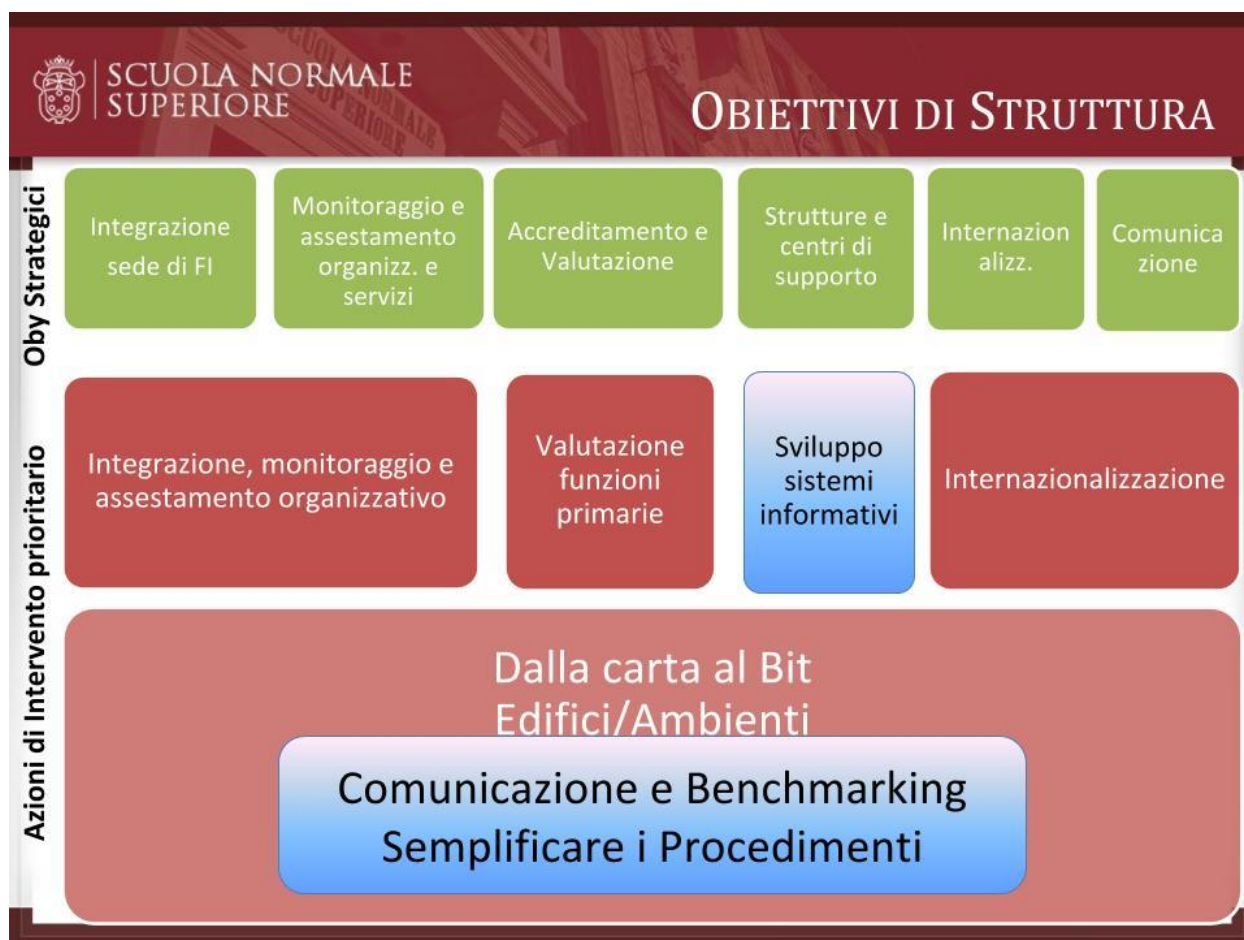 SCUOLA NORMALE
SUPERIORE
OBIETTIVI DI STRUTTURA
Oby Strategici
Integrazione
sede di FI
Monitoraggio e
assestamento
organizz. e
servizi
Accreditamento e
Valutazione
Strutture e
centri di
supporto
Internazion
alizz.
Comunica
zione
Azioni di Intervento prioritario
Integrazione, monitoraggio e
assestamento organizzativo
Valutazione
funzioni
primarie
Sviluppo
sistemi
informativi
Internazionalizzazione
Dalla carta al Bit
Edifici/Ambienti
Comunicazione e Benchmarking
Semplificare i Procedimenti